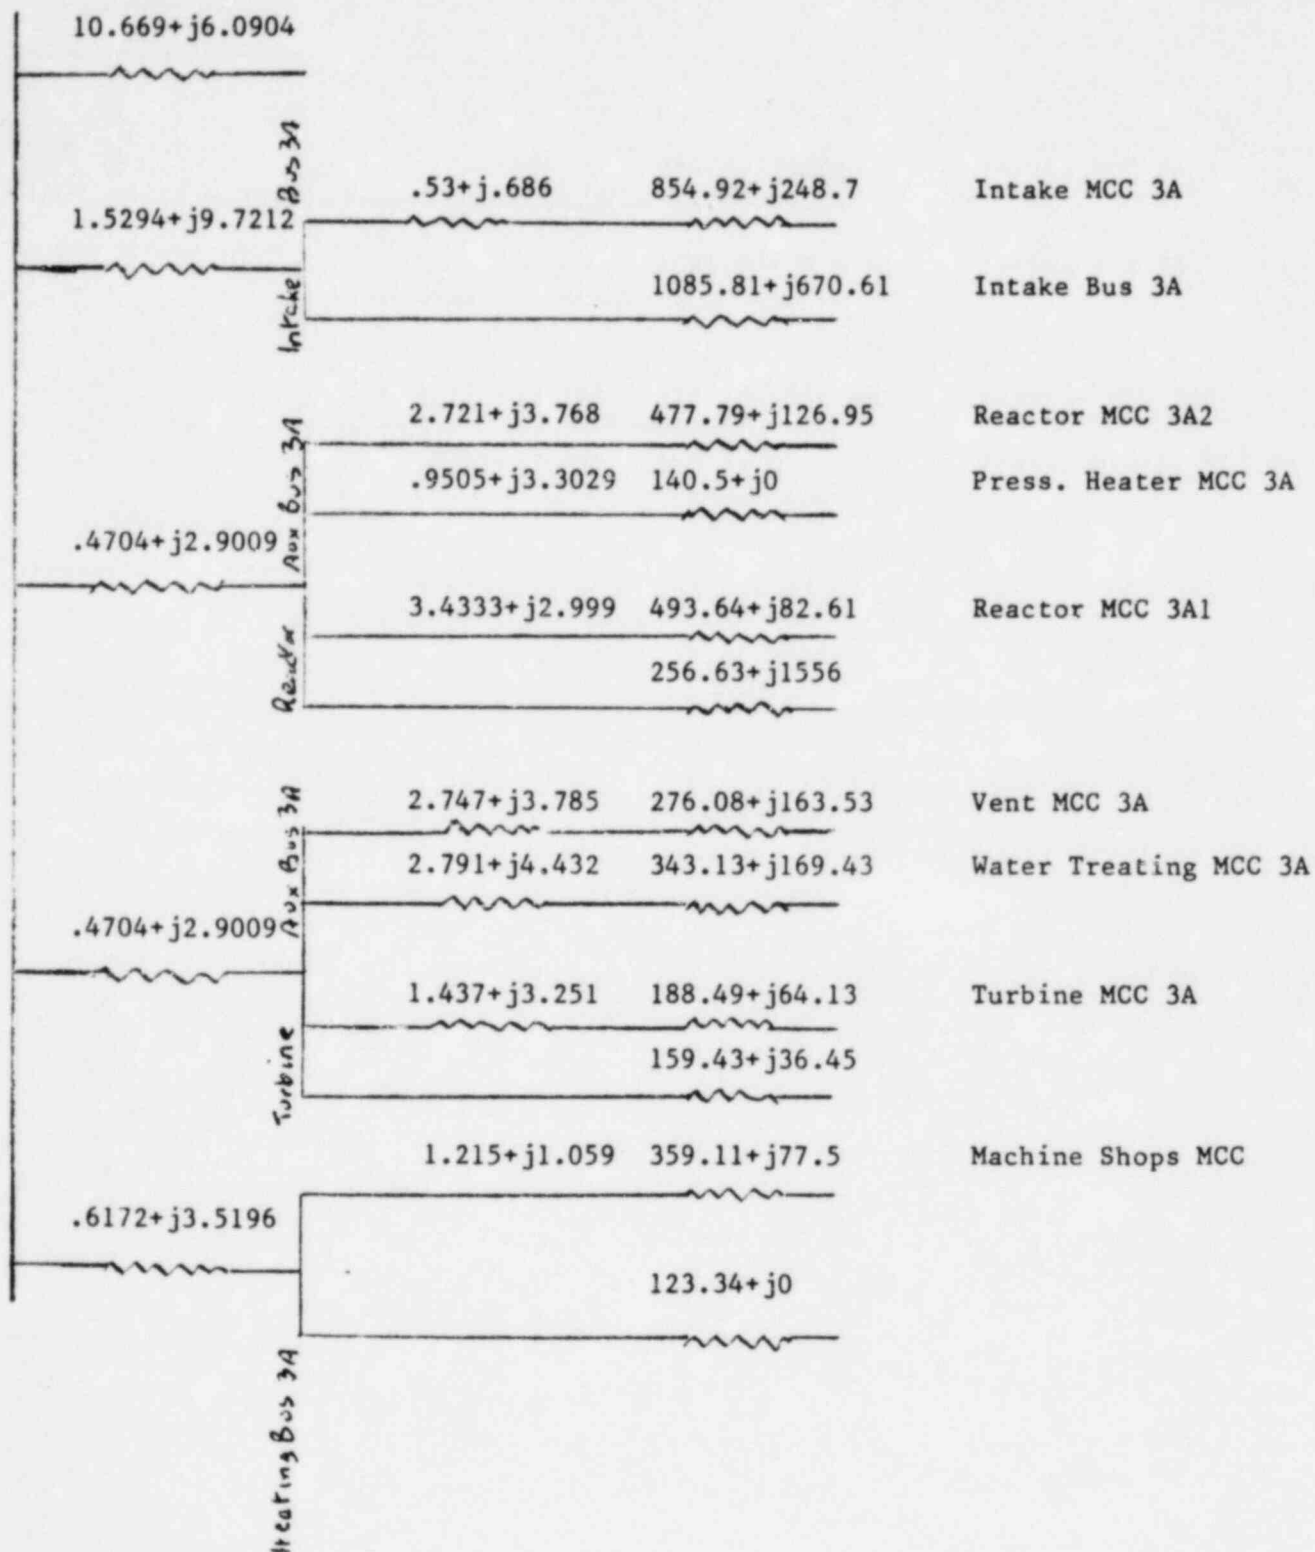 10.669+j6.0904
Intake Bus 3A
1.5294+j9.7212
.53+j.686 854.92+j248.7 Intake MCC 3A
1085.81+j670.61 Intake Bus 3A
Reactor Aux Bus 3A
.4704+j2.9009
2.721+j3.768 477.79+j126.95 Reactor MCC 3A2
.9505+j3.3029 140.5+j0 Press. Heater MCC 3A
3.4333+j2.999 493.64+j82.61 Reactor MCC 3A1
256.63+j1556
Turbine Aux Bus 3A
.4704+j2.9009
2.747+j3.785 276.08+j163.53 Vent MCC 3A
2.791+j4.432 343.13+j169.43 Water Treating MCC 3A
1.437+j3.251 188.49+j64.13 Turbine MCC 3A
159.43+j36.45
.6172+j3.5196
1.215+j1.059 359.11+j77.5 Machine Shops MCC
123.34+j0
Heating Bus 3A